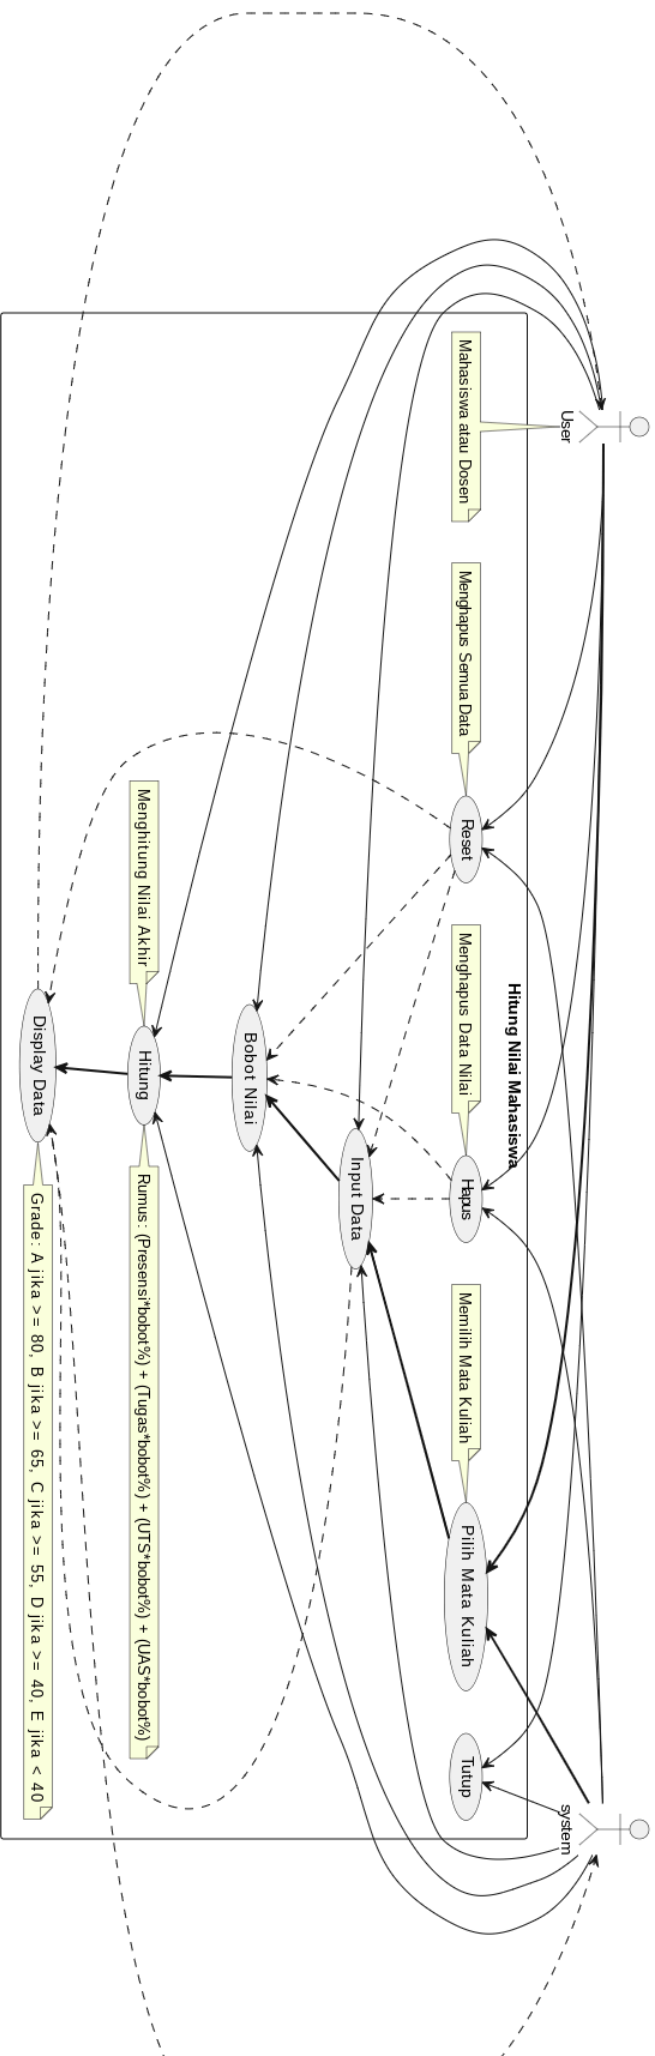 User
system
Hitung Nilai Mahasiswa
Mahasiswa atau Dosen
Menghapus Semua Data
Reset
Menghapus Data Nilai
Hapus
Memilih Mata Kuliah
Pilih Mata Kuliah
Tutup
Input Data
Bobot Nilai
Menghitung Nilai Akhir
Hitung
Rumus : (Presensi*bobot%) + (Tugas*bobot%) + (UTS*bobot%) + (UAS*bobot%)
Display Data
Grade: A jika >= 80, B jika >= 65, C jika >= 55, D jika >= 40, E jika < 40